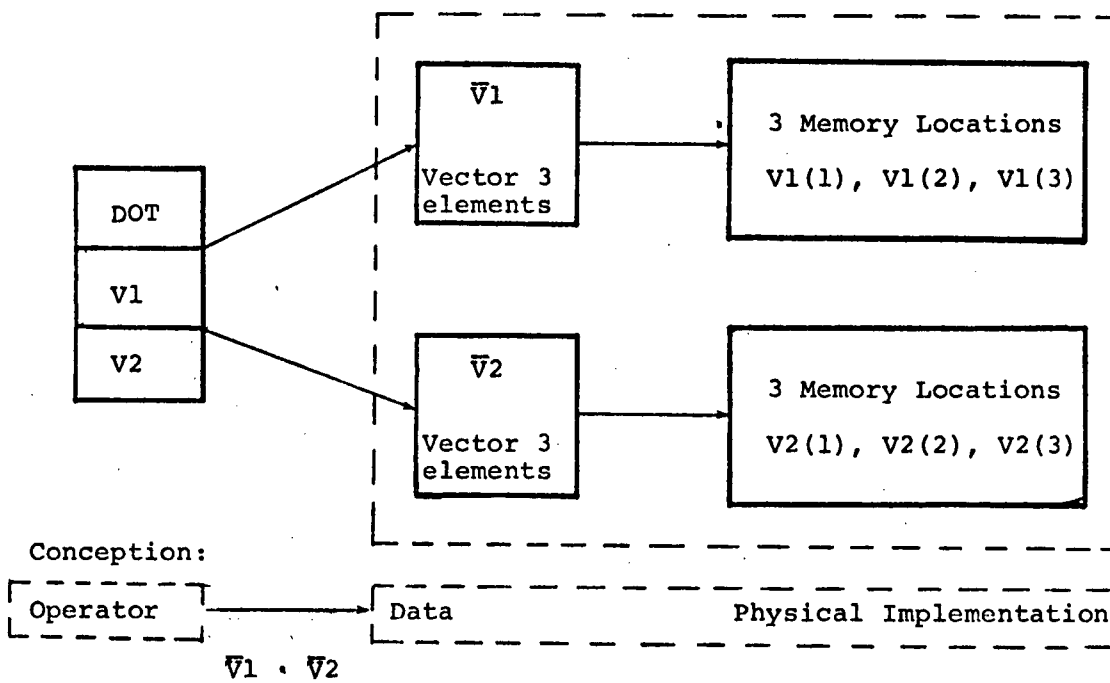 V̅1
3 Memory Locations
V1(1), V1(2), V1(3)
Vector 3
elements
DOT
V1
V2
V̅2
3 Memory Locations
V2(1), V2(2), V2(3)
Vector 3
elements
Conception:
Operator
Data
Physical Implementation
V̅1 · V̅2